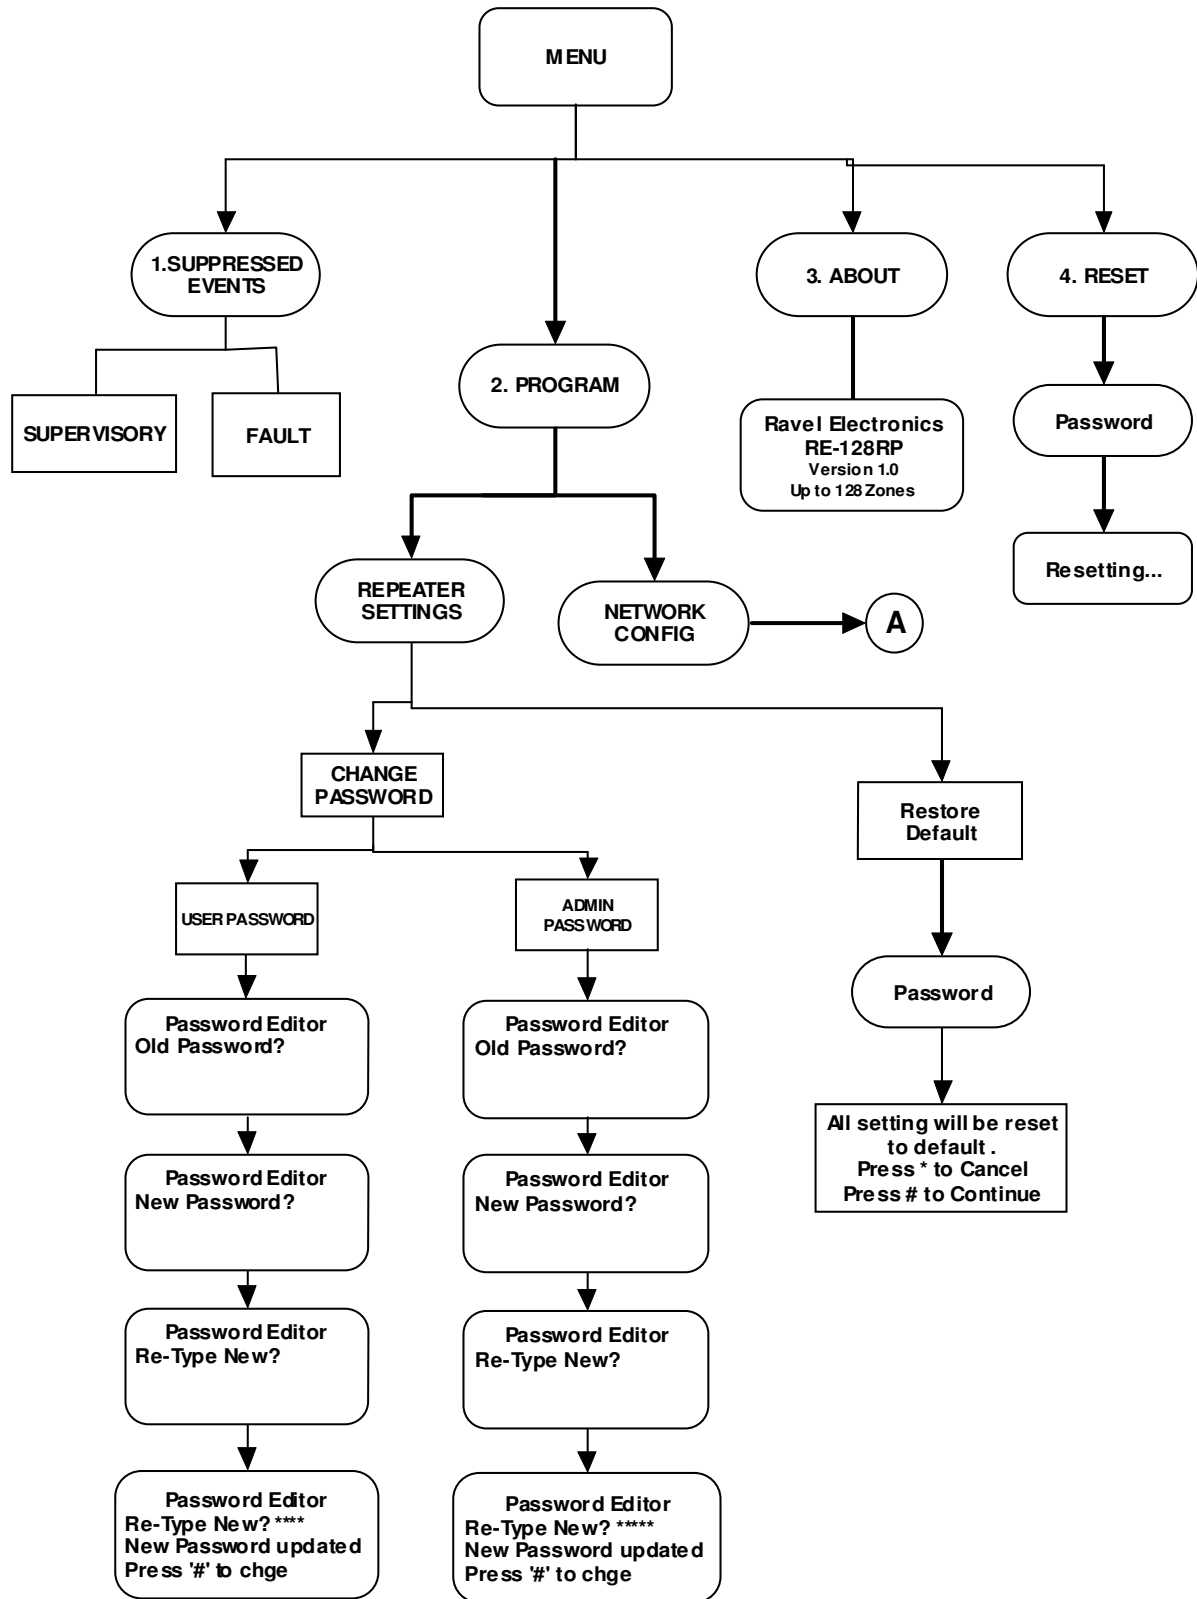 MENU
1.SUPPRESSED
EVENTS
SUPERVISORY
FAULT
2. PROGRAM
3. ABOUT
Ravel Electronics
RE-128RP
Version 1.0
Up to 128 Zones
4. RESET
Password
Resetting...
REPEATER
SETTINGS
NETWORK
CONFIG
A
CHANGE
PASSWORD
Restore
Default
USER PASSWORD
ADMIN
PASSWORD
Password
Password Editor
Old Password?
Password Editor
Old Password?
All setting will be reset
to default .
Press * to Cancel
Press # to Continue
Password Editor
New Password?
Password Editor
New Password?
Password Editor
Re-Type New?
Password Editor
Re-Type New?
Password Editor
Re-Type New? ****
New Password updated
Press '#' to chge
Password Editor
Re-Type New? *****
New Password updated
Press '#' to chge